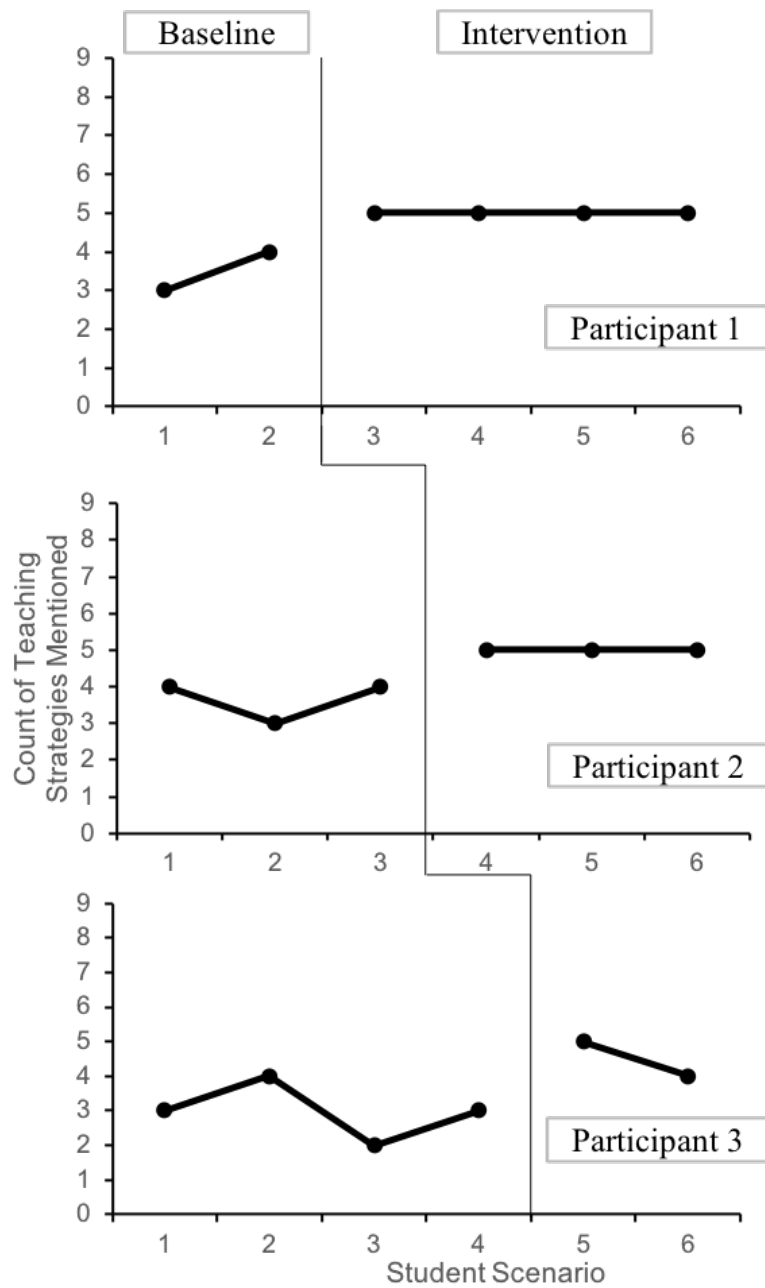 Baseline
Intervention
9
8
7
6
5
4
3
2
1
0
Participant 1
1 2 3 4 5 6
Count of Teaching
Strategies Mentioned
9
8
7
6
5
4
3
2
1
0
Participant 2
1 2 3 4 5 6
9
8
7
6
5
4
3
2
1
0
Participant 3
1 2 3 4 5 6
Student Scenario